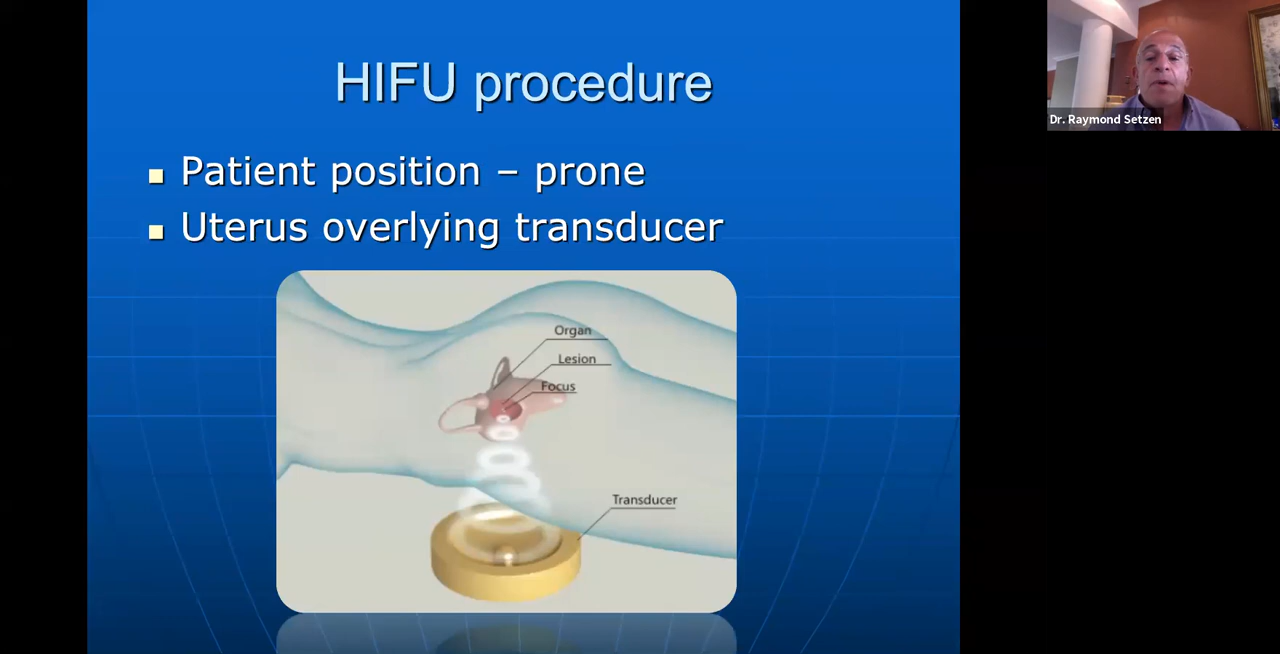 HIFU procedure
Patient position – prone
Uterus overlying transducer
Organ
Lesion
Focus
Transducer
Dr. Raymond Setzen